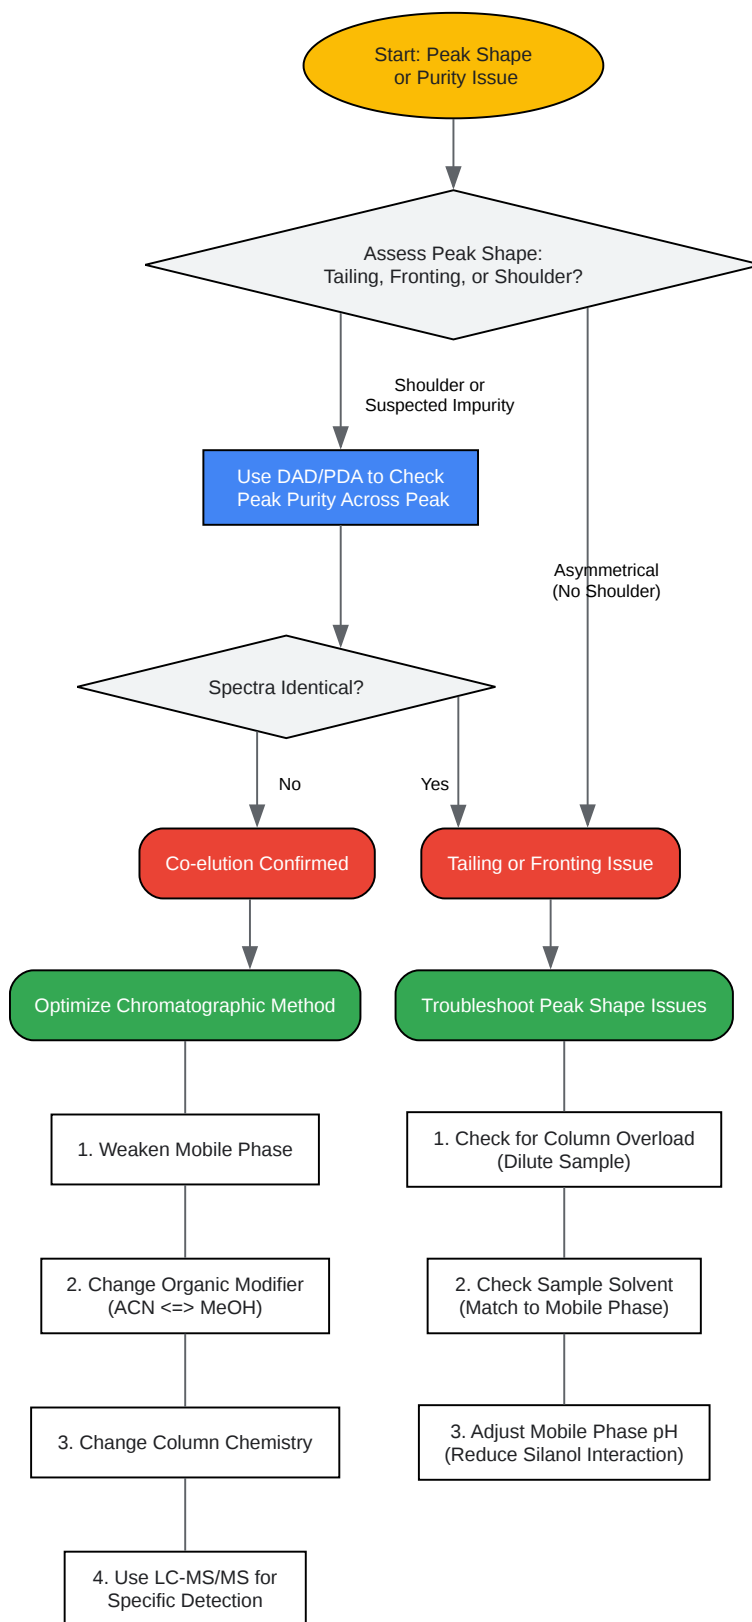 Start: Peak Shape
or Purity Issue
Assess Peak Shape:
Tailing, Fronting, or Shoulder?
Shoulder or
Suspected Impurity
Use DAD/PDA to Check
Peak Purity Across Peak
Asymmetrical
(No Shoulder)
Spectra Identical?
No
Yes
Co-elution Confirmed
Tailing or Fronting Issue
Optimize Chromatographic Method
Troubleshoot Peak Shape Issues
1. Weaken Mobile Phase
1. Check for Column Overload
(Dilute Sample)
2. Change Organic Modifier
(ACN <=> MeOH)
2. Check Sample Solvent
(Match to Mobile Phase)
3. Change Column Chemistry
3. Adjust Mobile Phase pH
(Reduce Silanol Interaction)
4. Use LC-MS/MS for
Specific Detection